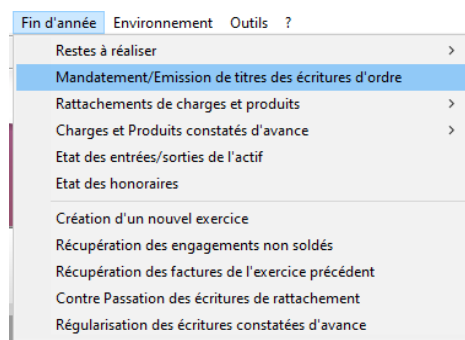 Fin d'année Environnement Outils ?
Restes à réaliser >
Mandatement/Emission de titres des écritures d'ordre
Rattachements de charges et produits >
Charges et Produits constatés d'avance >
Etat des entrées/sorties de l'actif
Etat des honoraires
Création d'un nouvel exercice
Récupération des engagements non soldés
Récupération des factures de l'exercice précédent
Contre Passation des écritures de rattachement
Régularisation des écritures constatées d'avance